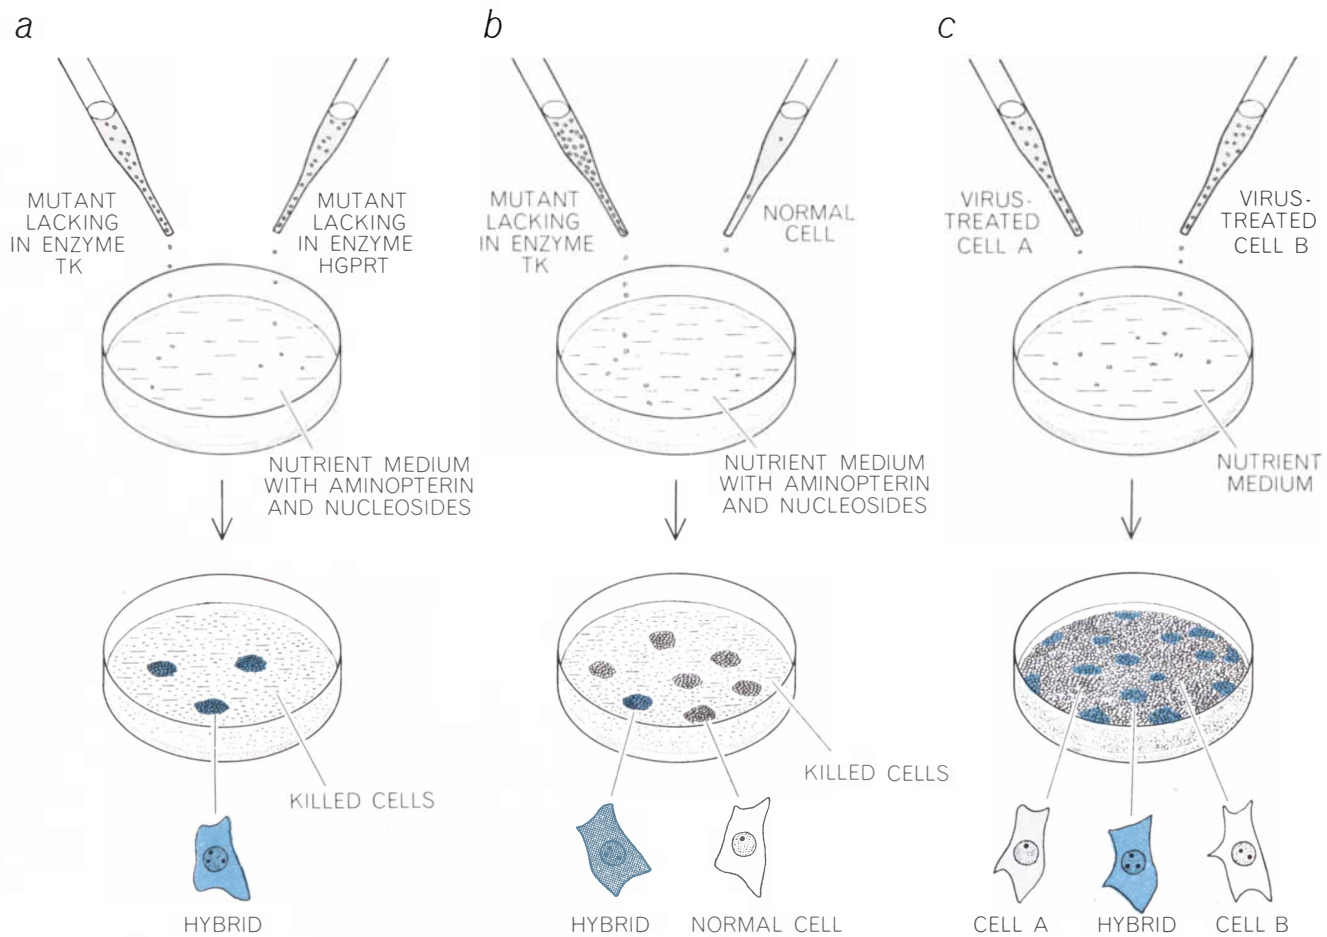 a
b
c
MUTANT
LACKING
IN ENZYME
TK
MUTANT
LACKING
IN ENZYME
HGPRT
MUTANT
LACKING
IN ENZYME
TK
NORMAL
CELL
VIRUS-
TREATED
CELL A
VIRUS-
TREATED
CELL B
NUTRIENT MEDIUM
WITH AMINOPTERIN
AND NUCLEOSIDES
NUTRIENT MEDIUM
WITH AMINOPTERIN
AND NUCLEOSIDES
NUTRIENT
MEDIUM
KILLED CELLS
KILLED CELLS
HYBRID
HYBRID
NORMAL CELL
CELL A
HYBRID
CELL B